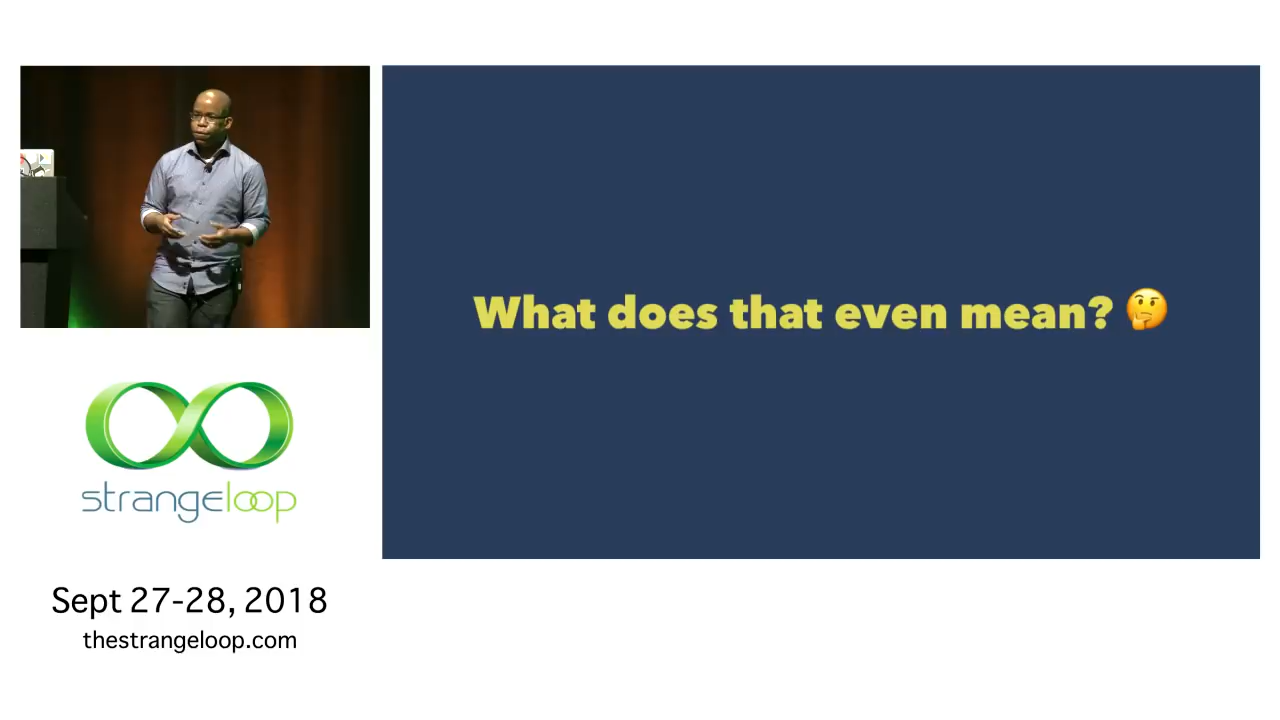 What does that even mean? 🤔
strangeloop
Sept 27-28, 2018
thestrangeloop.com